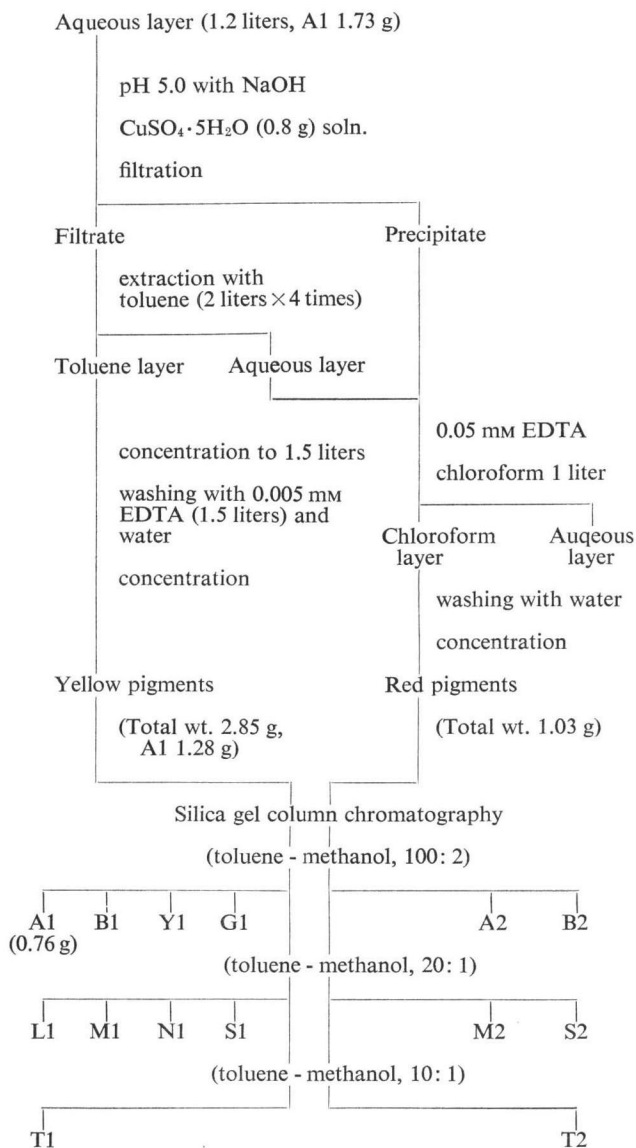 Aqueous layer (1.2 liters, A1 1.73 g)
pH 5.0 with NaOH
CuSO₄·5H₂O (0.8 g) soln.
filtration
Filtrate
Precipitate
extraction with
toluene (2 liters×4 times)
Toluene layer
Aqueous layer
0.05 mM EDTA
chloroform 1 liter
concentration to 1.5 liters
washing with 0.005 mM
EDTA (1.5 liters) and
water
concentration
Chloroform
layer
Auqeous
layer
washing with water
concentration
Yellow pigments
Red pigments
(Total wt. 2.85 g,
A1 1.28 g)
(Total wt. 1.03 g)
Silica gel column chromatography
(toluene - methanol, 100: 2)
A1 B1 Y1 G1 A2 B2
(0.76 g)
(toluene - methanol, 20: 1)
L1 M1 N1 S1 M2 S2
(toluene - methanol, 10: 1)
T1 T2